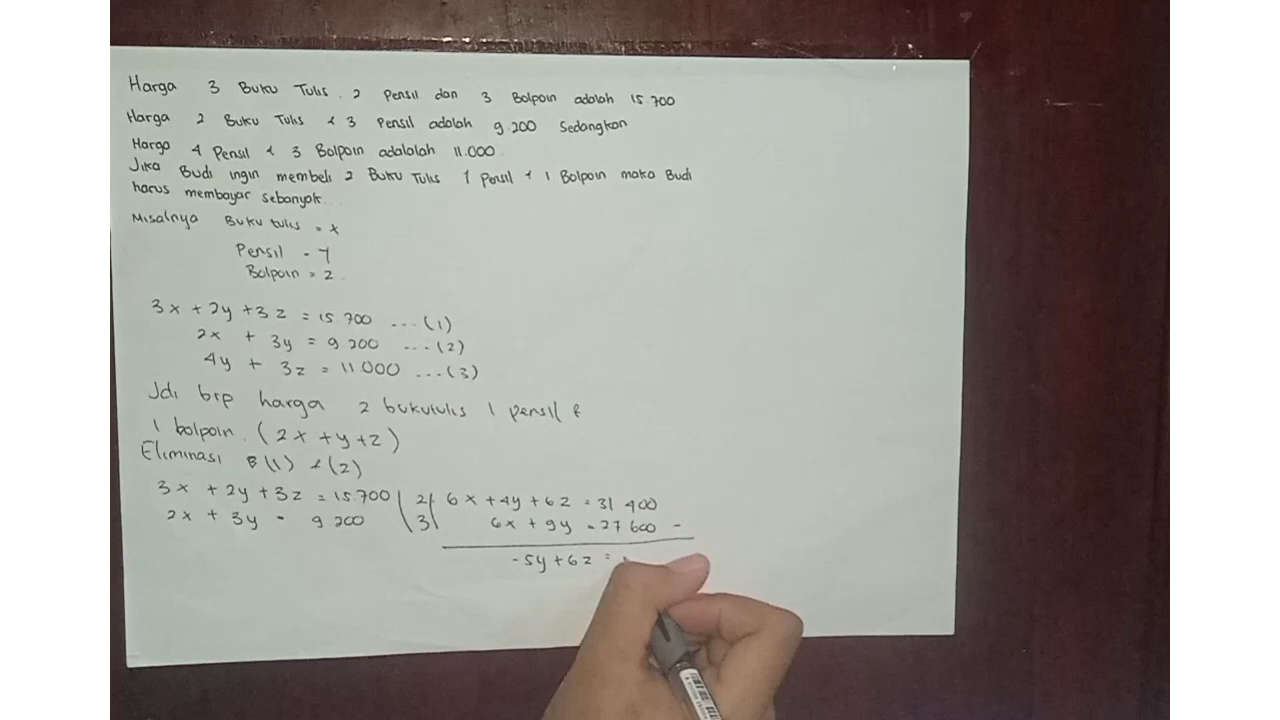 Harga 3 Buku Tulis. 2 Pensil dan 3 Bolpoin adalah 15.700
Harga 2 Buku Tulis & 3 Pensil adalah 9.200 Sedangkan
Harga 4 Pensil & 3 Bolpoin adalalah 11.000.
Jika Budi ingin membeli 2 Buku Tulis 1 Pensil & 1 Bolpoin maka Budi
harus membayar sebanyak...
Misalnya Buku tulis = x
Pensil = y
Bolpoin = z
3x + 2y + 3z = 15.700 ... (1)
2x + 3y = 9.200 ... (2)
4y + 3z = 11.000 ... (3)
Jdi brp harga 2 bukutulis 1 pensil &
1 bolpoin. (2x + y + z)
Eliminasi (1) & (2)
3x + 2y + 3z = 15.700 | 2 | 6x + 4y + 6z = 31.400
2x + 3y = 9.200 | 3 | 6x + 9y = 27.600 -
-5y + 6z =